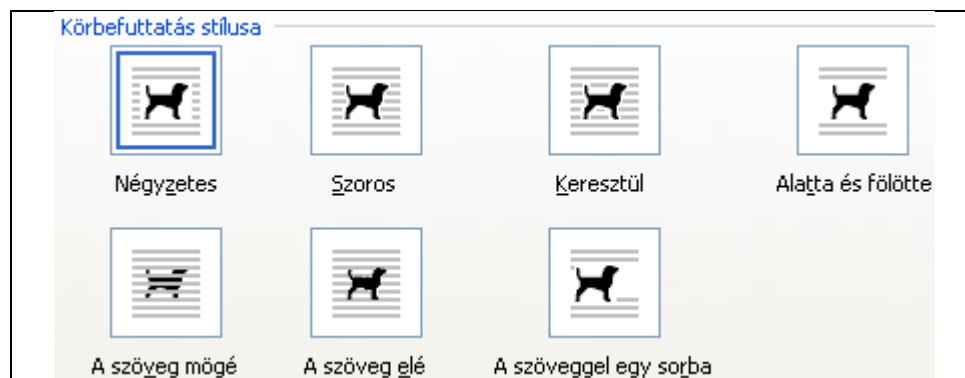 Körbefuttatás stílusa
Négyzetes
Szoros
Keresztül
Alatta és fölötte
A szöveg mögé
A szöveg elé
A szöveggel egy sorba